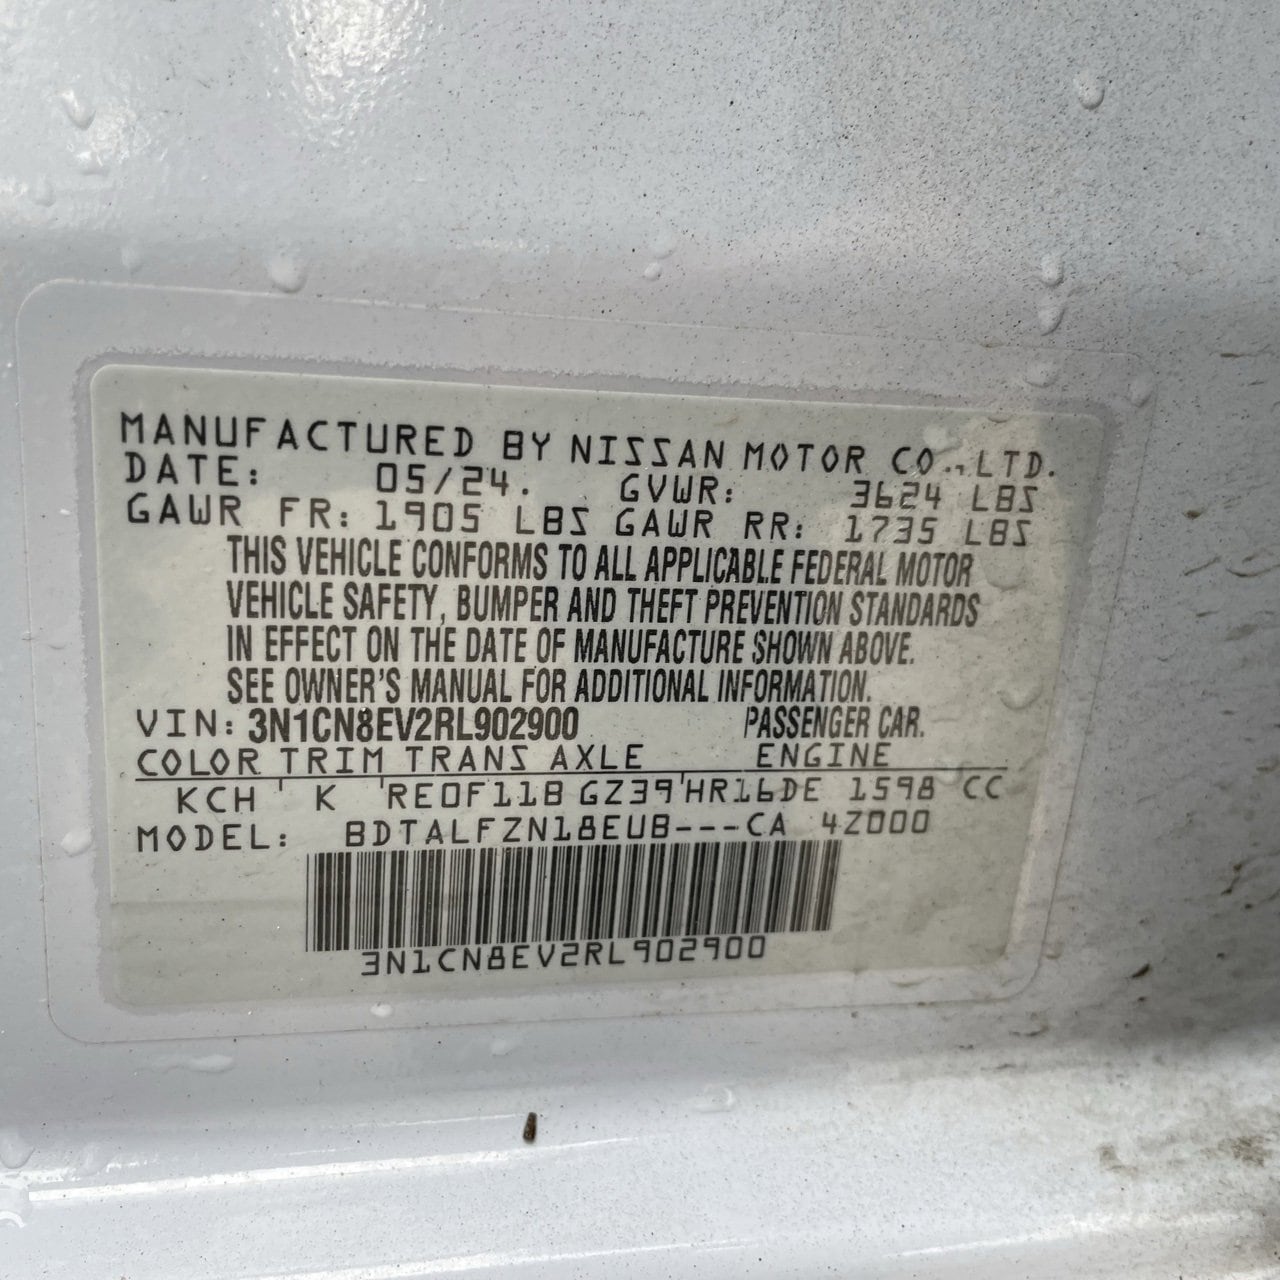 MANUFACTURED BY NISSAN MOTOR CO., LTD.
DATE: 05/24. GVWR: 3624 LBS
GAWR FR: 1905 LBS GAWR RR: 1735 LBS
THIS VEHICLE CONFORMS TO ALL APPLICABLE FEDERAL MOTOR
VEHICLE SAFETY, BUMPER AND THEFT PREVENTION STANDARDS
IN EFFECT ON THE DATE OF MANUFACTURE SHOWN ABOVE.
SEE OWNER'S MANUAL FOR ADDITIONAL INFORMATION.
VIN: 3N1CN8EV2RL902900 PASSENGER CAR.
COLOR TRIM TRANS AXLE ENGINE
KCH K RE0F11B GZ39 HR16DE 1598 CC
MODEL: BDTALFZN18EUB---CA 4Z000
3N1CN8EV2RL902900